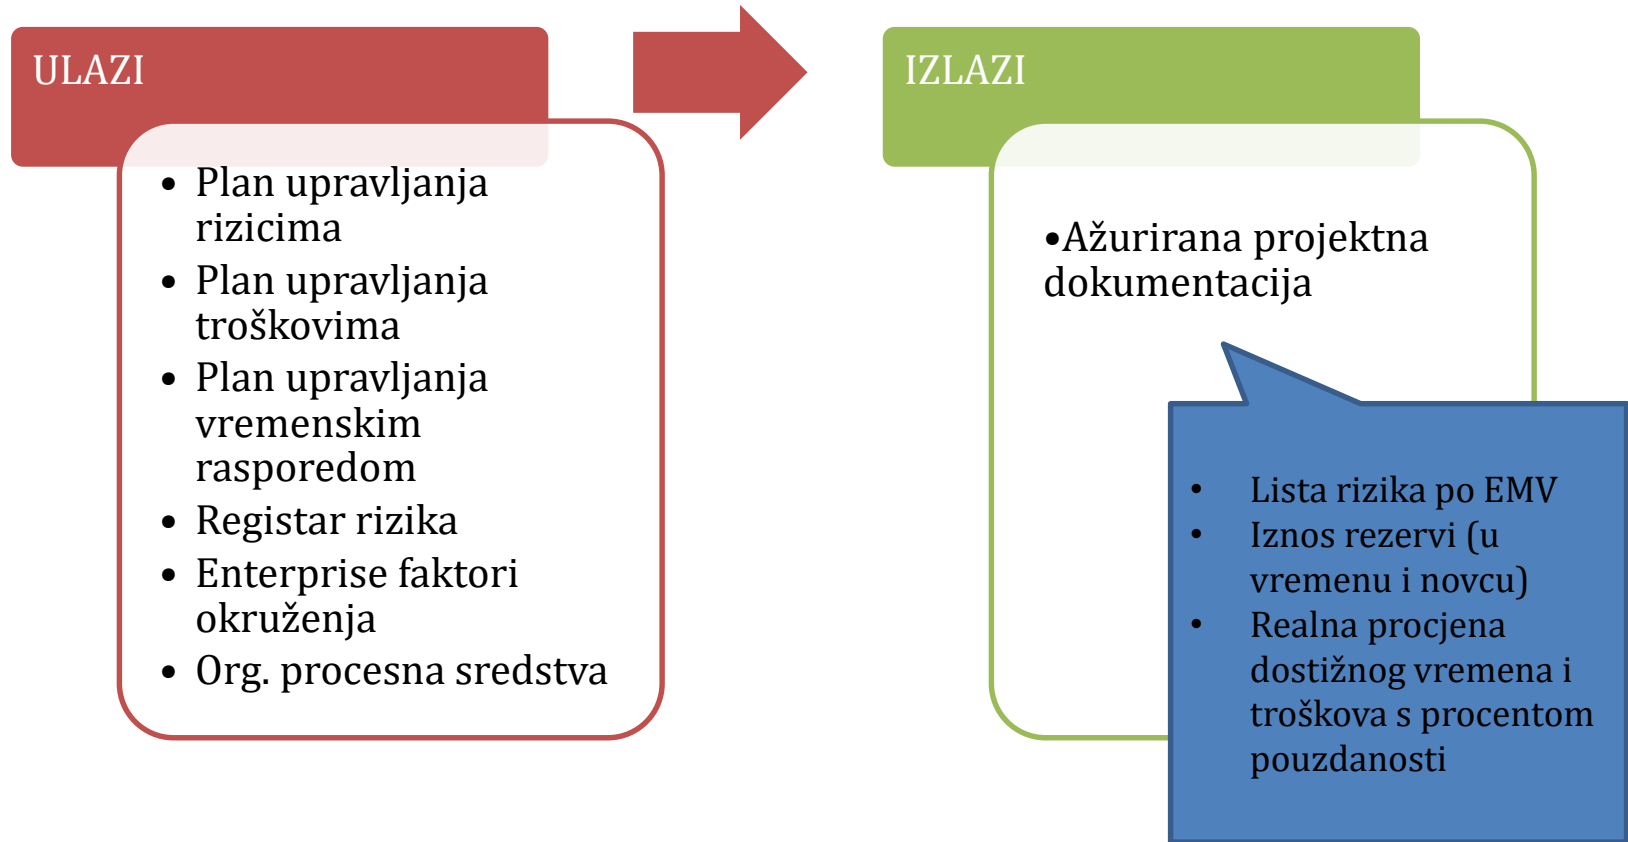 ULAZI
• Plan upravljanja
rizicima
• Plan upravljanja
troškovima
• Plan upravljanja
vremenskim
rasporedom
• Registar rizika
• Enterprise faktori
okruženja
• Org. procesna sredstva
IZLAZI
•Ažurirana projektna
dokumentacija
• Lista rizika po EMV
• Iznos rezervi (u
vremenu i novcu)
• Realna procjena
dostižnog vremena i
troškova s procentom
pouzdanosti